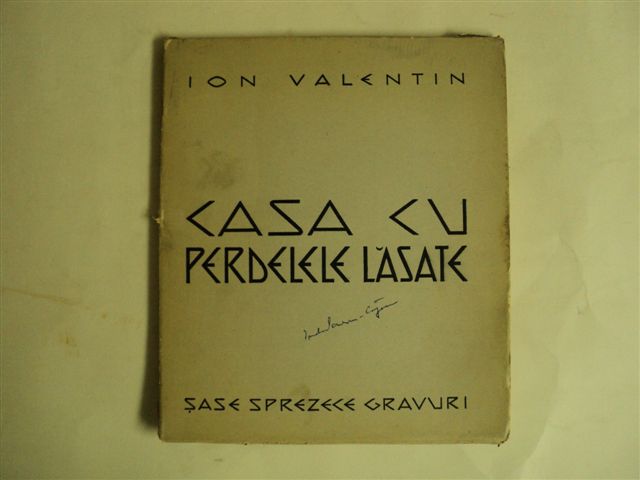 ION VALENTIN
CASA CU
PERDELELE LĂSATE
ȘASE SPREZECE GRAVURI